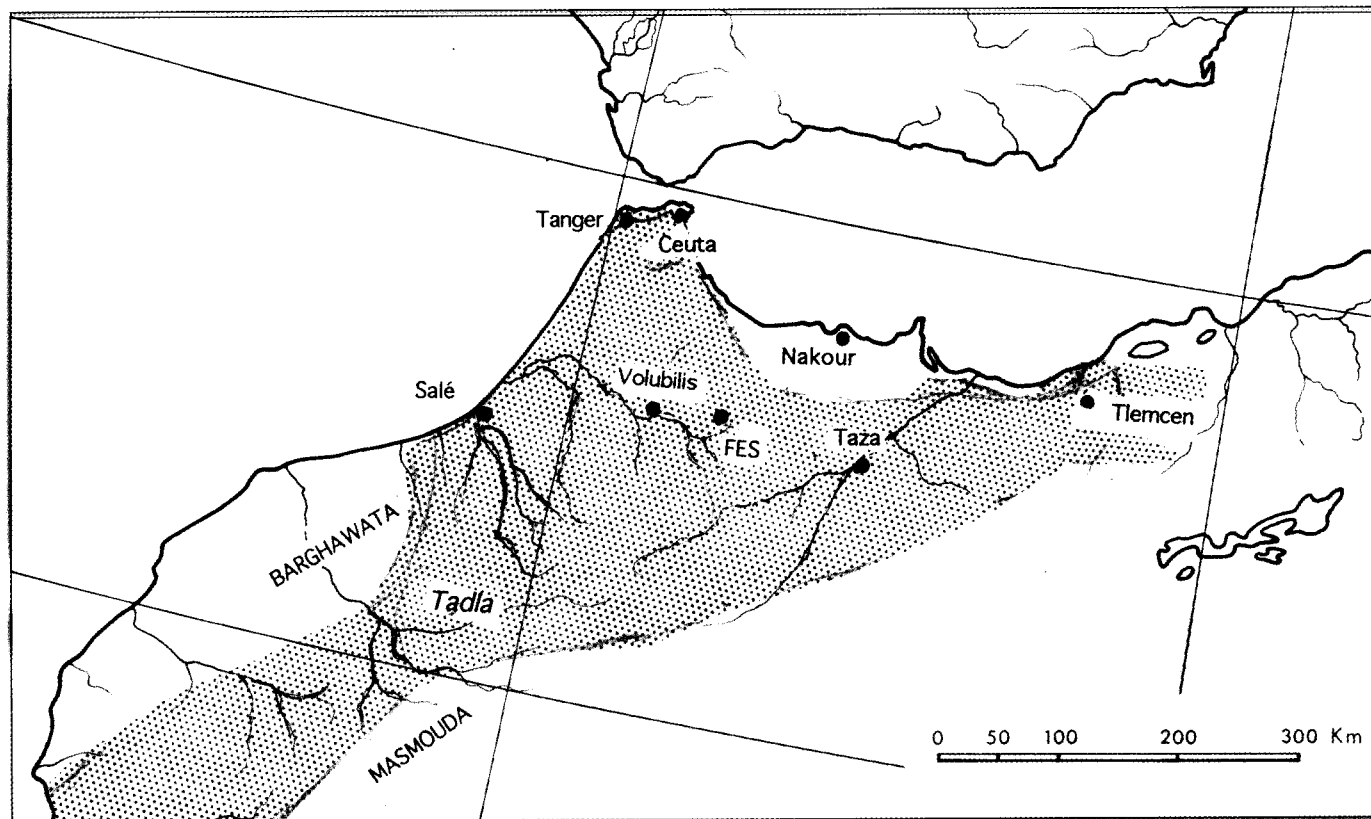 Tanger
Ceuta
Nakour
Volubilis
Salé
Tlemcen
FES
Taza
BARGHAWATA
Tadla
MASMOUDA
0 50 100 200 300 Km